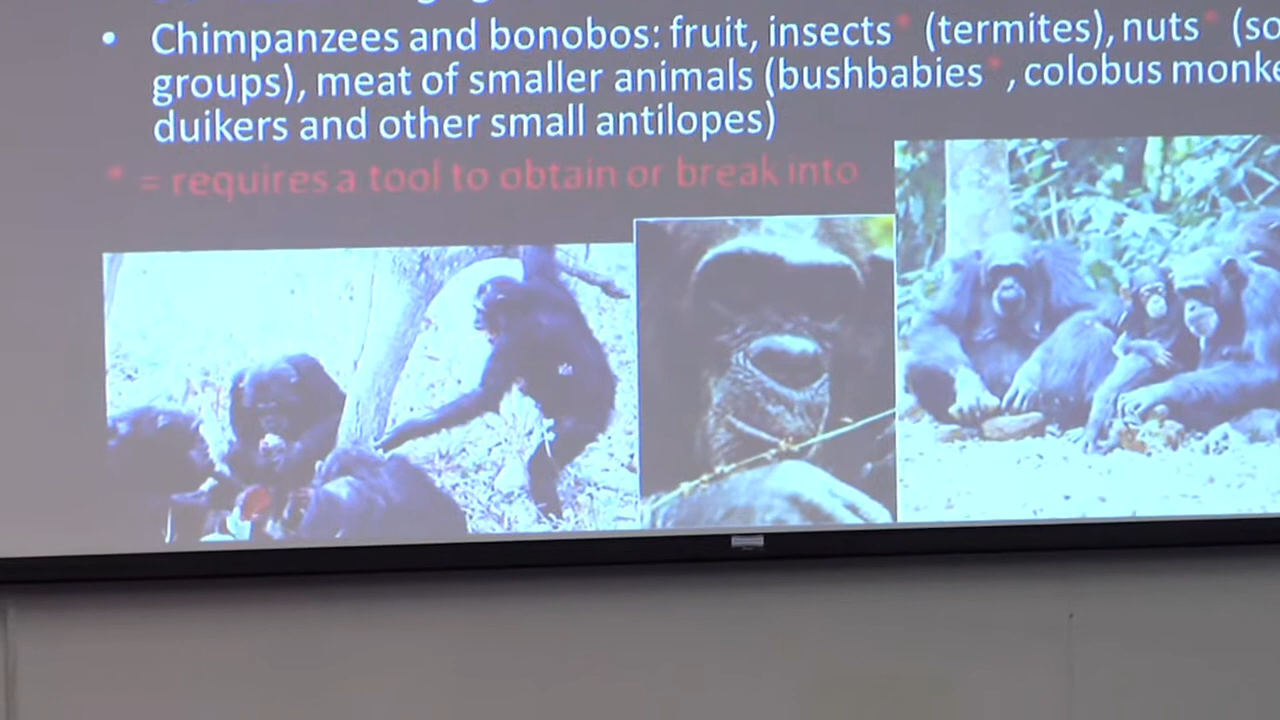 • Chimpanzees and bonobos: fruit, insects * (termites), nuts * (so
groups), meat of smaller animals (bushbabies *, colobus monke
duikers and other small antilopes)
* = requires a tool to obtain or break into